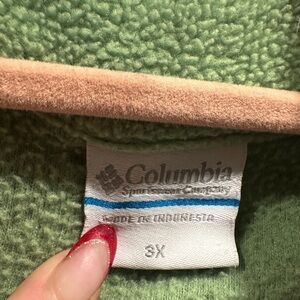 Columbia
Sportswear Company
MADE IN INDONESIA
3X